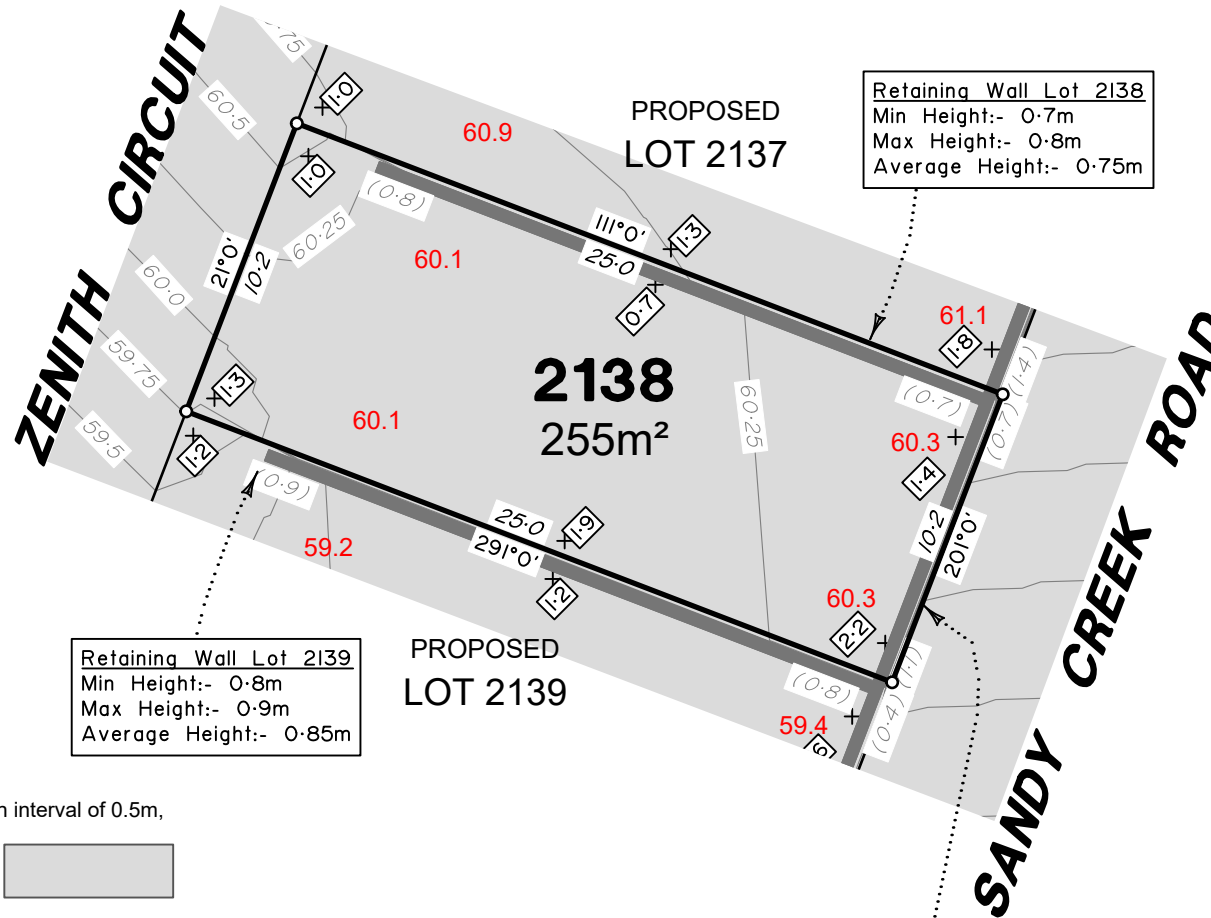 ZENITH CIRCUIT
60·5
60·25
60·0
59·75
59·5
1·0
1·0
60.9
PROPOSED
LOT 2137
Retaining Wall Lot 2138
Min Height:- 0·7m
Max Height:- 0·8m
Average Height:- 0·75m
(0·8)
111°0'
25·0
1·3
0·7
60.1
21°0'
10·2
61.1
1·8
(1·4)
(0·7)
(0·7)
2138
255m²
60·25
60.1
60.3
1·4
1·3
1·2
(0·9)
59.2
25·0
291°0'
1·9
1·2
10·2
201°0'
60.3
2·2
(1·1)
(0·4)
(0·8)
59.4
SANDY CREEK ROAD
Retaining Wall Lot 2139
Min Height:- 0·8m
Max Height:- 0·9m
Average Height:- 0·85m
PROPOSED
LOT 2139
n interval of 0.5m,